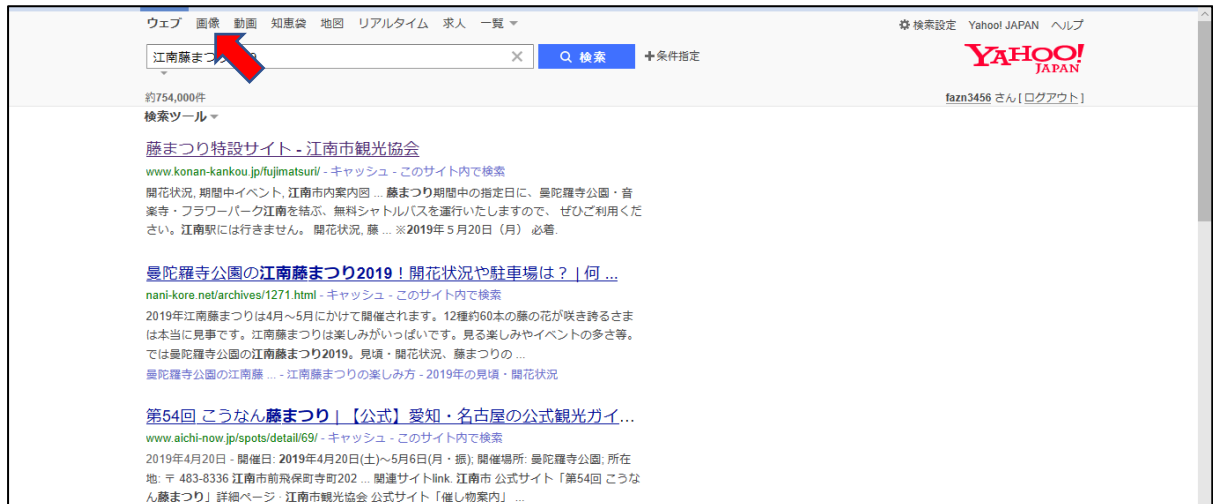 ウェブ 画像 動画 知恵袋 地図 リアルタイム 求人 一覧
検索設定 Yahoo! JAPAN ヘルプ
江南藤まつ
検索
+条件指定
YAHOO!
JAPAN
約754,000件
fazn3456 さん [ ログアウト ]
検索ツール
藤まつり特設サイト - 江南市観光協会
www.konan-kankou.jp/fujimatsuri/ - キャッシュ - このサイト内で検索
開花状況, 期間中イベント, 江南市内案内図 ... 藤まつり期間中の指定日に、曼陀羅寺公園・音
楽寺・フラワーパーク江南を結ぶ、無料シャトルバスを運行いたしますので、 ぜひご利用くだ
さい。江南駅には行きません。 開花状況, 藤 ... ※2019年５月20日（月） 必着.
曼陀羅寺公園の江南藤まつり2019！開花状況や駐車場は？ | 何 ...
nani-kore.net/archives/1271.html - キャッシュ - このサイト内で検索
2019年江南藤まつりは4月～5月にかけて開催されます。12種約60本の藤の花が咲き誇るさま
は本当に見事です。江南藤まつりは楽しみがいっぱいです。見る楽しみやイベントの多さ等。
では曼陀羅寺公園の江南藤まつり2019。見頃・開花状況、藤まつりの ...
曼陀羅寺公園の江南藤 ... - 江南藤まつりの楽しみ方 - 2019年の見頃・開花状況
第54回 こうなん藤まつり | 【公式】愛知・名古屋の公式観光ガイ...
www.aichi-now.jp/spots/detail/69/ - キャッシュ - このサイト内で検索
2019年4月20日 - 開催日: 2019年4月20日(土)～5月6日(月・振); 開催場所: 曼陀羅寺公園; 所在
地: 〒 483-8336 江南市前飛保町寺町202 ... 関連サイトlink. 江南市 公式サイト「第54回 こうな
ん藤まつり」詳細ページ · 江南市観光協会 公式サイト「催し物案内」 ...